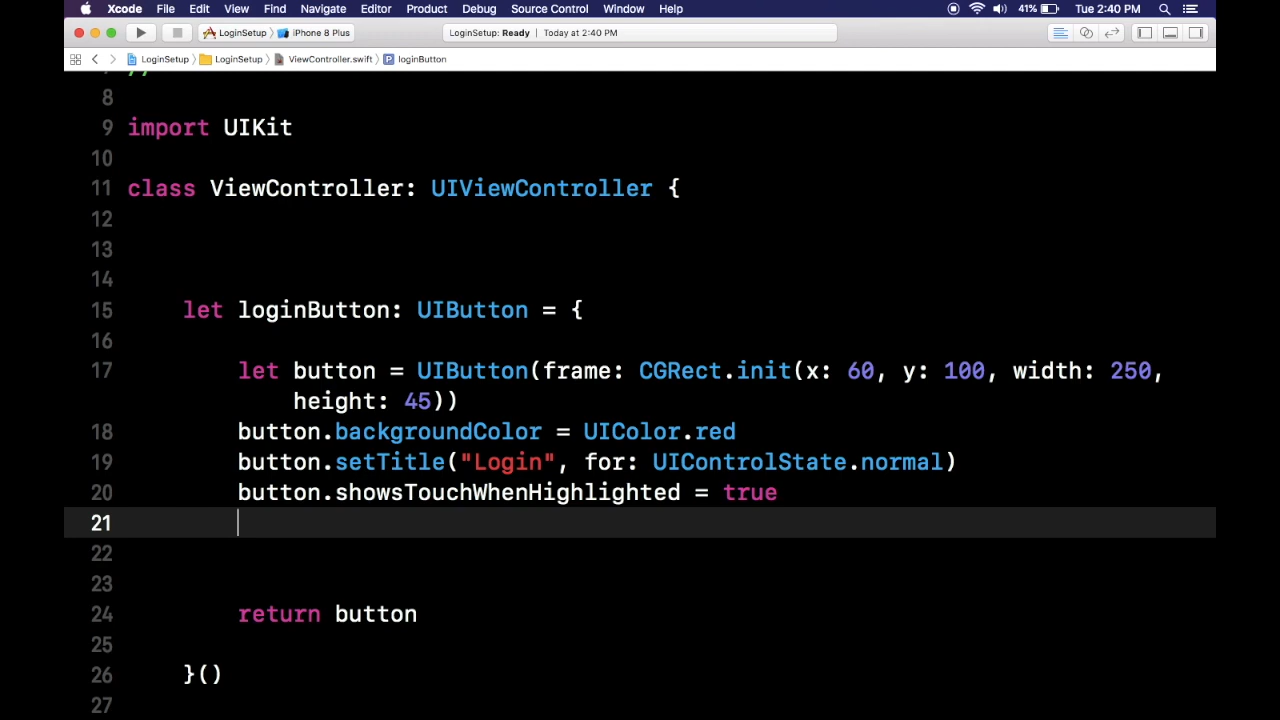 Xcode File Edit View Find Navigate Editor Product Debug Source Control Window Help 41% Tue 2:40 PM
LoginSetup iPhone 8 Plus LoginSetup: Ready | Today at 2:40 PM
LoginSetup LoginSetup ViewController.swift P loginButton
//
8
9 import UIKit
10
11 class ViewController: UIViewController {
12
13
14
15 let loginButton: UIButton = {
16
17 let button = UIButton(frame: CGRect.init(x: 60, y: 100, width: 250,
height: 45))
18 button.backgroundColor = UIColor.red
19 button.setTitle("Login", for: UIControlState.normal)
20 button.showsTouchWhenHighlighted = true
21
22
23
24 return button
25
26 }()
27